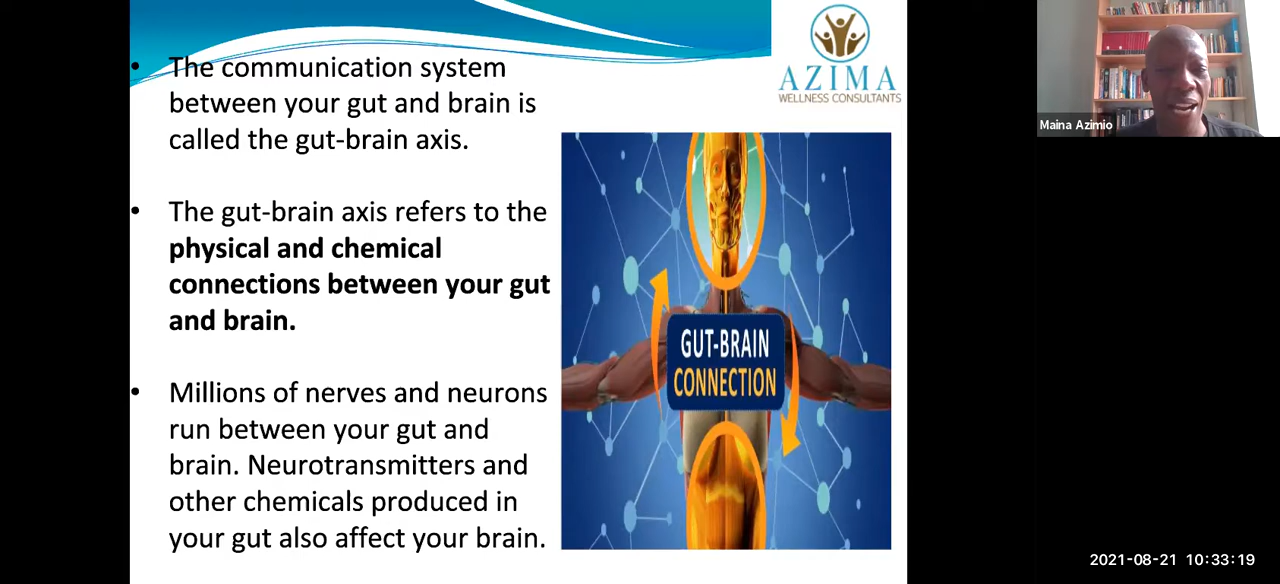 • The communication system
between your gut and brain is
called the gut-brain axis.
• The gut-brain axis refers to the
physical and chemical
connections between your gut
and brain.
• Millions of nerves and neurons
run between your gut and
brain. Neurotransmitters and
other chemicals produced in
your gut also affect your brain.
AZIMA
WELLNESS CONSULTANTS
GUT-BRAIN
CONNECTION
Maina Azimio
2021-08-21 10:33:19